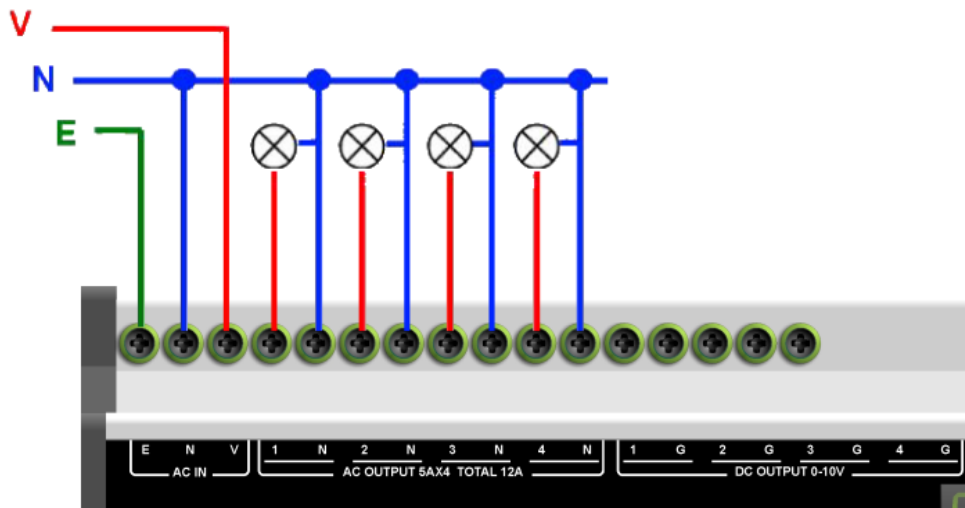 V
N
E
E N V 1 N 2 N 3 N 4 N 1 G 2 G 3 G 4 G
AC IN AC OUTPUT 5AX4 TOTAL 12A DC OUTPUT 0-10V